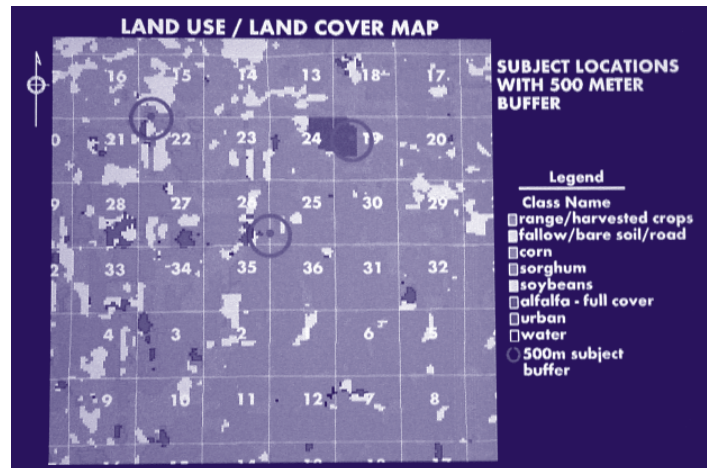 LAND USE / LAND COVER MAP
SUBJECT LOCATIONS
WITH 500 METER
BUFFER
16 15 14 13 18 17
0 21 22 23 24 19 20
9 28 27 26 25 30 29
2 33 34 35 36 31 32
4 3 2 6 5
9 10 11 12 7 8
Legend
Class Name
range/harvested crops
fallow/bare soil/road
corn
sorghum
soybeans
alfalfa - full cover
urban
water
500m subject
buffer